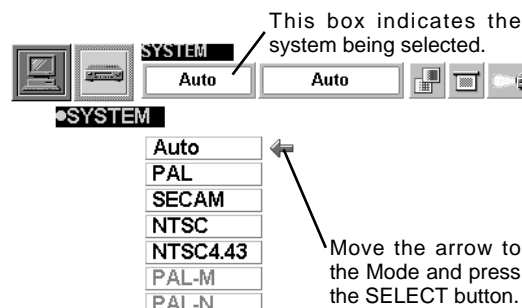 This box indicates the
system being selected.
SYSTEM
Auto
Auto
SYSTEM
Auto
PAL
SECAM
NTSC
NTSC4.43
PAL-M
PAL-N
Move the arrow to
the Mode and press
the SELECT button.